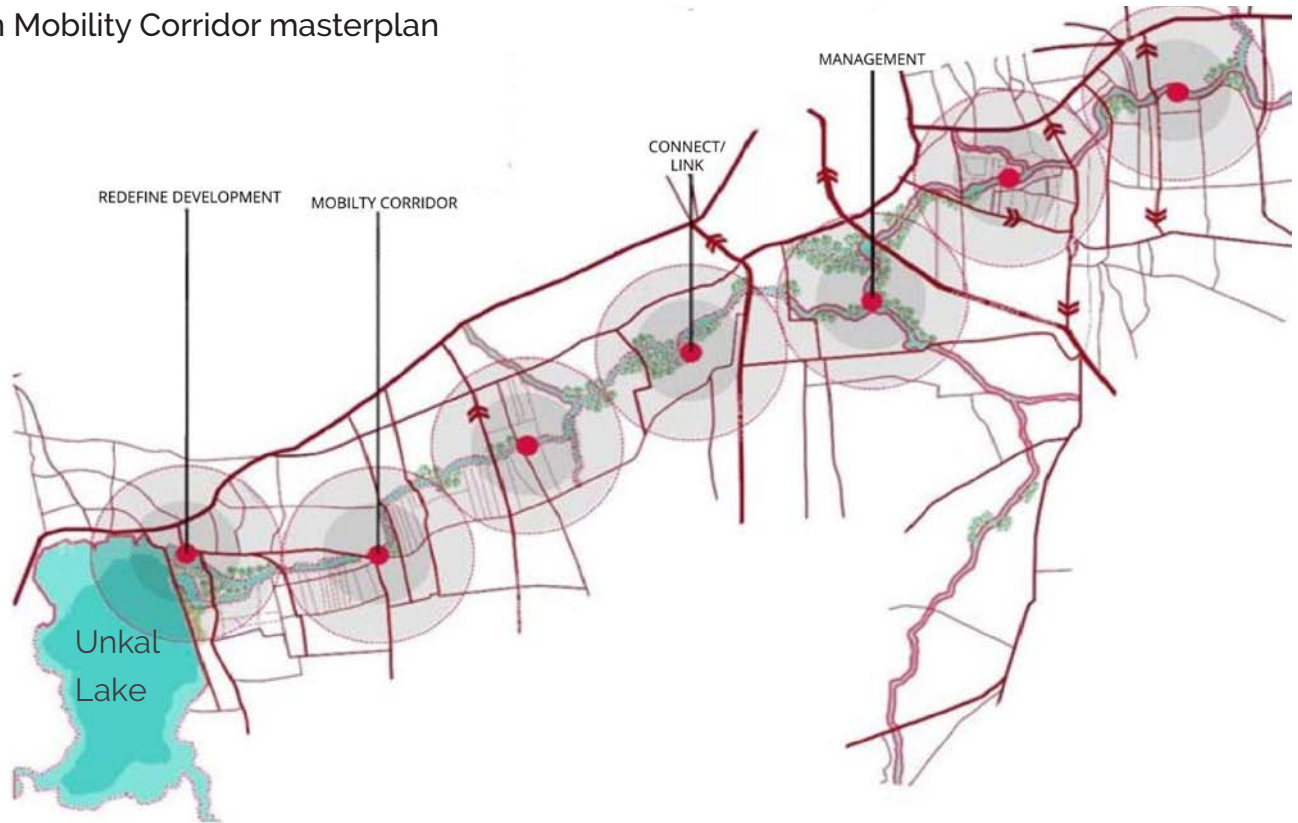 n Mobility Corridor masterplan
MANAGEMENT
CONNECT/
LINK
REDEFINE DEVELOPMENT
MOBILTY CORRIDOR
Unkal
Lake